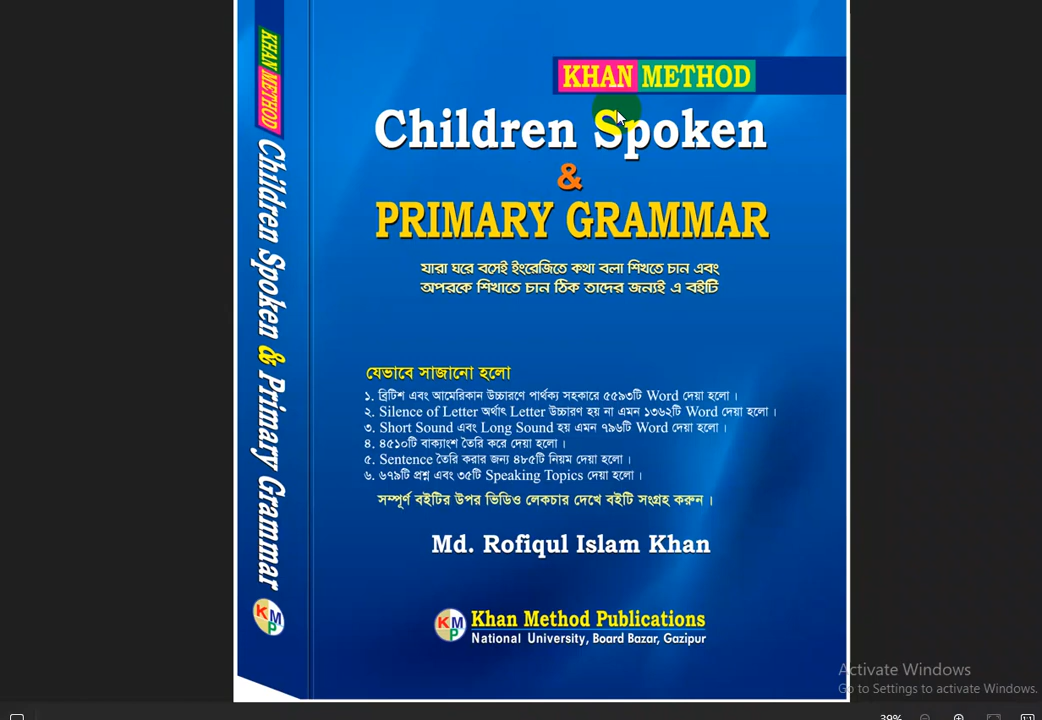 KHAN METHOD
Children Spoken
&
PRIMARY GRAMMAR
যারা ঘরে বসেই ইংরেজিতে কথা বলা শিখতে চান এবং
অপরকে শিখাতে চান ঠিক তাদের জন্যই এ বইটি
যেভাবে সাজানো হলো
১. ব্রিটিশ এবং আমেরিকান উচ্চারণে পার্থক্য সহকারে ৫৫৯৩টি Word দেয়া হলো।
২. Silence of Letter অর্থাৎ Letter উচ্চারণ হয় না এমন ১৩৬২টি Word দেয়া হলো।
৩. Short Sound এবং Long Sound হয় এমন ৭৯৬টি Word দেয়া হলো।
৪. ৪৫১০টি বাক্যাংশ তৈরি করে দেয়া হলো।
৫. Sentence তৈরি করার জন্য ৪৮৫টি নিয়ম দেয়া হলো।
৬. ৬৭৯টি প্রশ্ন এবং ৩৫টি Speaking Topics দেয়া হলো।
সম্পূর্ণ বইটির উপর ভিডিও লেকচার দেখে বইটি সংগ্রহ করুন।
Md. Rofiqul Islam Khan
KMP Khan Method Publications
National University, Board Bazar, Gazipur
KHAN METHOD Children Spoken & Primary Grammar
KMP
Activate Windows
Go to Settings to activate Windows.
39%